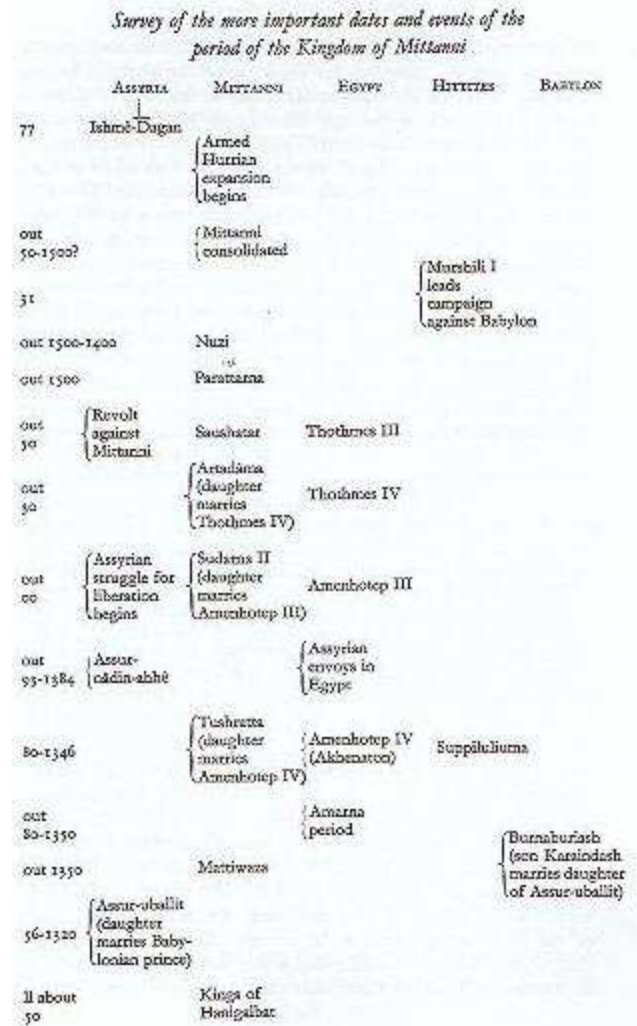 Survey of the more important dates and events of the
period of the Kingdom of Mittanni
ASSYRIA MITTANNI EGYPT HITTITES BABYLON
77 Ishmê-Dagan
Armed
Hurrian
expansion
begins
out Mittanni
50-1500? consolidated
Murshili I
31 leads
campaign
against Babylon
out 1500-1400 Nuzi
out 1500 Parattarna
out Revolt
50 against Saushatar Thothmes III
Mittanni
Artadāma
out (daughter
30 marries Thothmes IV
Thothmes IV)
Assyrian Sudarna II
out struggle for (daughter
00 liberation marries Amenhotep III
begins Amenhotep III)
Assyrian
out Assur- envoys in
93-1384 nâdin-ahhê Egypt
Tushratta
80-1346 (daughter Amenhotep IV Suppiluliuma
marries (Akhenaton)
Amenhotep IV)
out Amarna
80-1350 period
Burnaburiash
(son Karaindash
out 1350 Mattiwaza marries daughter
of Assur-uballit)
Assur-uballit
56-1320 (daughter
marries Baby-
lonian prince)
ll about Kings of
50 Hanigalbat